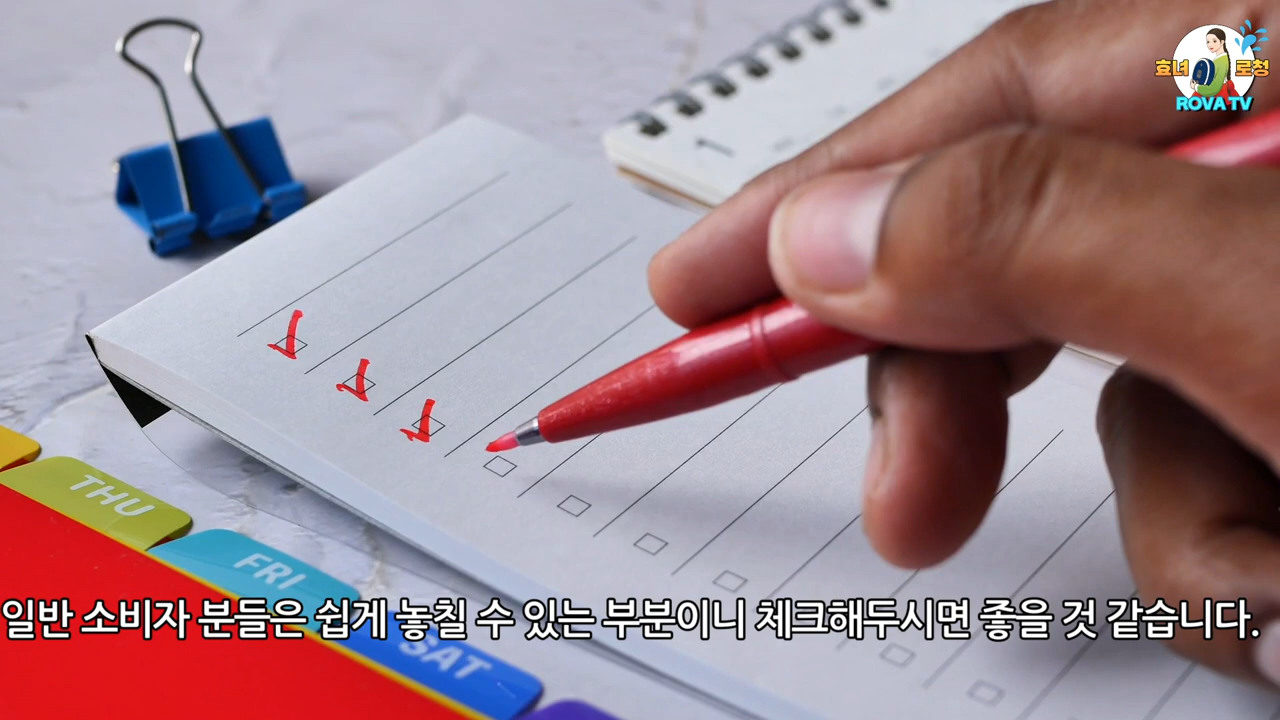 효녀 로청
ROVA TV
1
THU
FRI
SAT
일반 소비자 분들은 쉽게 놓칠 수 있는 부분이니 체크해두시면 좋을 것 같습니다.